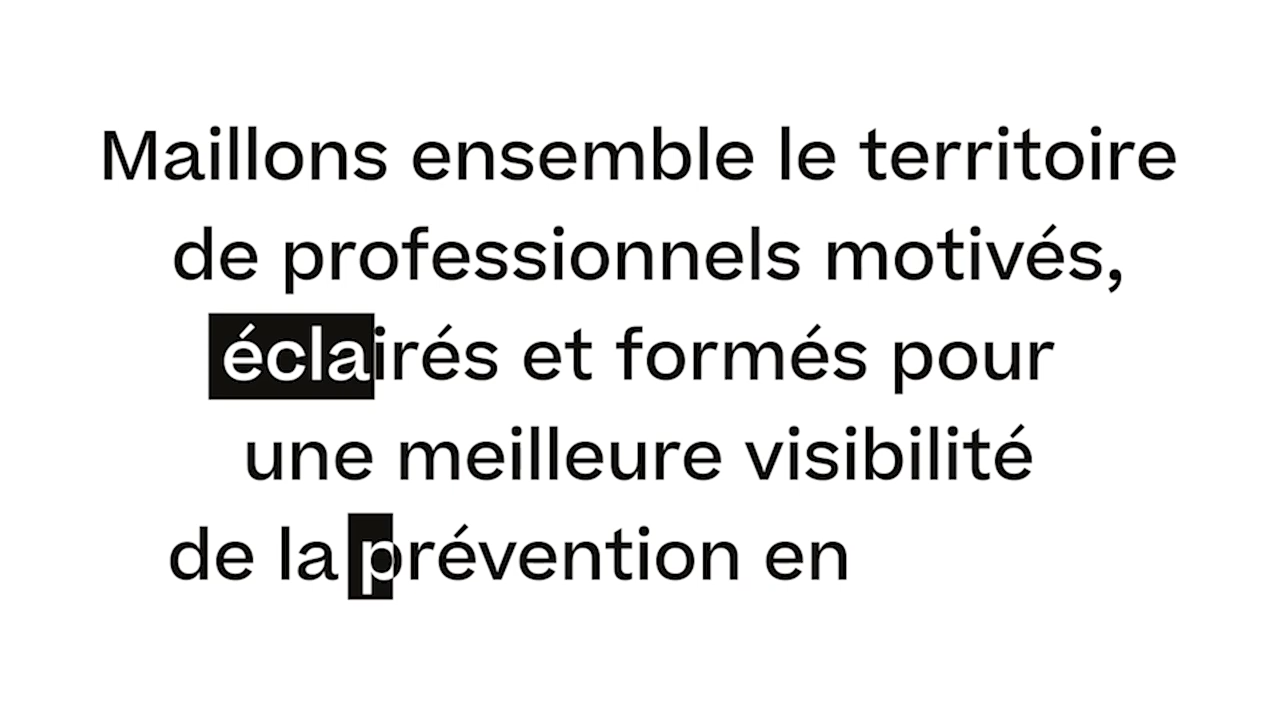 Maillons ensemble le territoire
de professionnels motivés,
éclairés et formés pour
une meilleure visibilité
de la prévention en